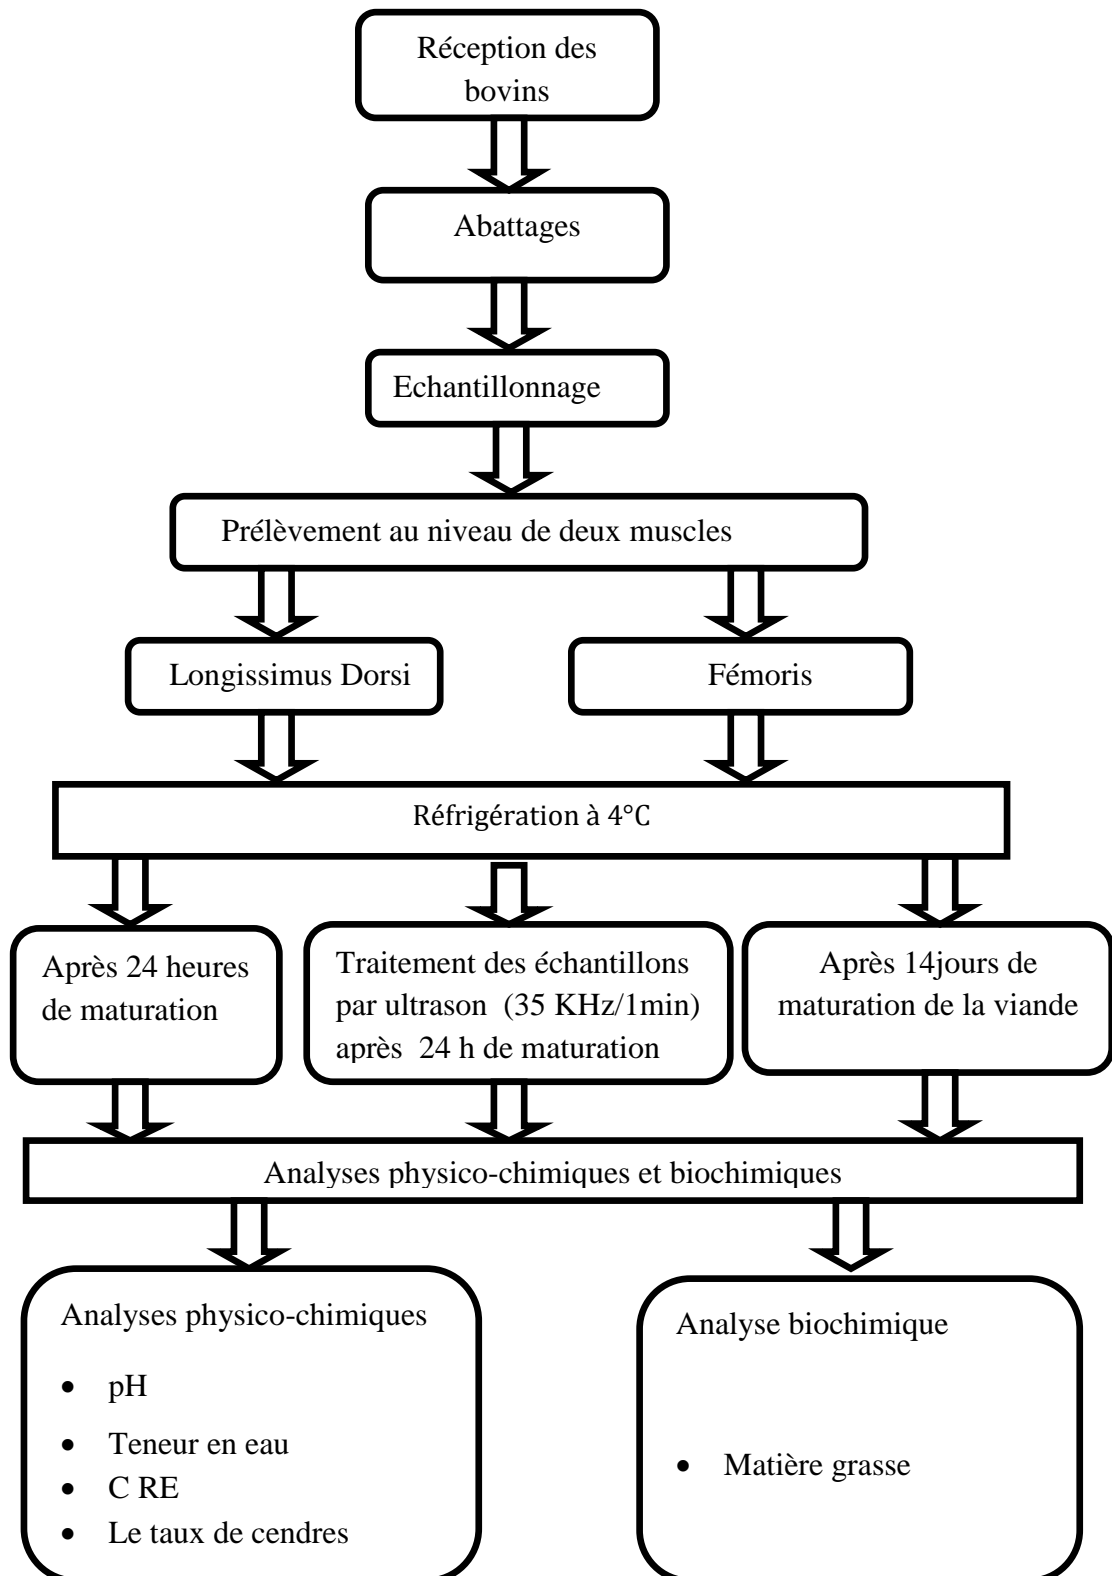 Réception des
bovins
Abattages
Echantillonnage
Prélèvement au niveau de deux muscles
Longissimus Dorsi
Fémoris
Réfrigération à 4°C
Après 24 heures
de maturation
Traitement des échantillons
par ultrason (35 KHz/1min)
après 24 h de maturation
Après 14jours de
maturation de la viande
Analyses physico-chimiques et biochimiques
Analyses physico-chimiques
• pH
• Teneur en eau
• C RE
• Le taux de cendres
Analyse biochimique
• Matière grasse